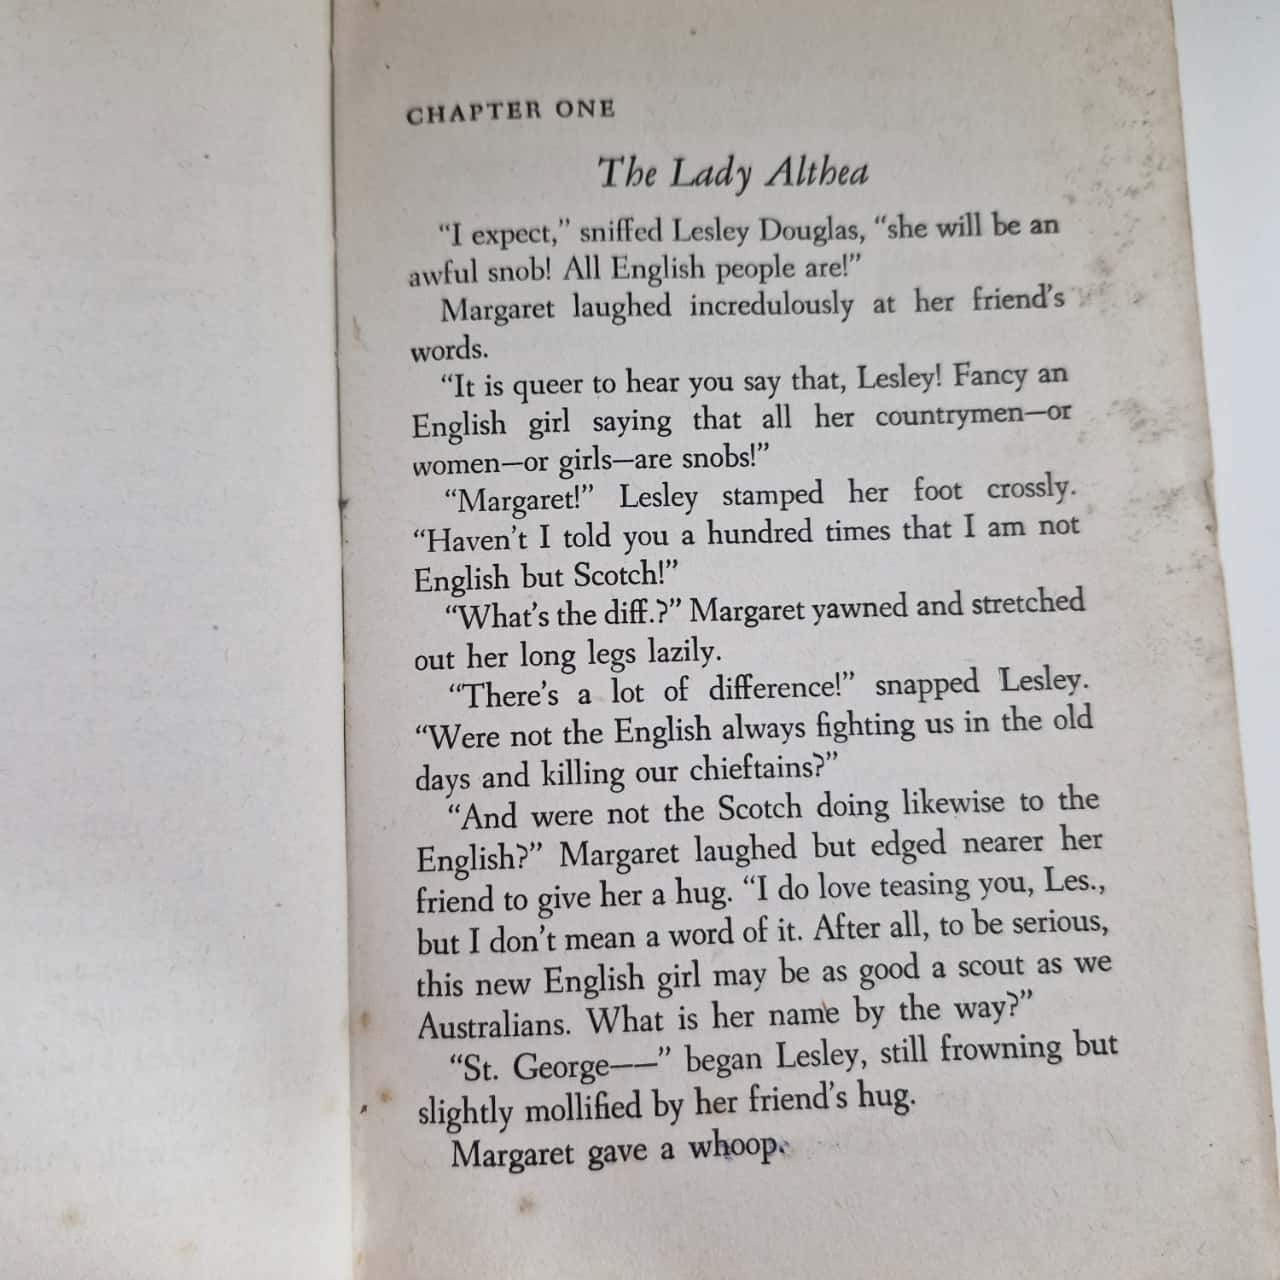 CHAPTER ONE
The Lady Althea
“I expect,” sniffed Lesley Douglas, “she will be an
awful snob! All English people are!”
Margaret laughed incredulously at her friend’s
words.
“It is queer to hear you say that, Lesley! Fancy an
English girl saying that all her countrymen—or
women—or girls—are snobs!”
“Margaret!” Lesley stamped her foot crossly.
“Haven’t I told you a hundred times that I am not
English but Scotch!”
“What’s the diff.?” Margaret yawned and stretched
out her long legs lazily.
“There’s a lot of difference!” snapped Lesley.
“Were not the English always fighting us in the old
days and killing our chieftains?”
“And were not the Scotch doing likewise to the
English?” Margaret laughed but edged nearer her
friend to give her a hug. “I do love teasing you, Les.,
but I don’t mean a word of it. After all, to be serious,
this new English girl may be as good a scout as we
Australians. What is her name by the way?”
“St. George——” began Lesley, still frowning but
slightly mollified by her friend’s hug.
Margaret gave a whoop.